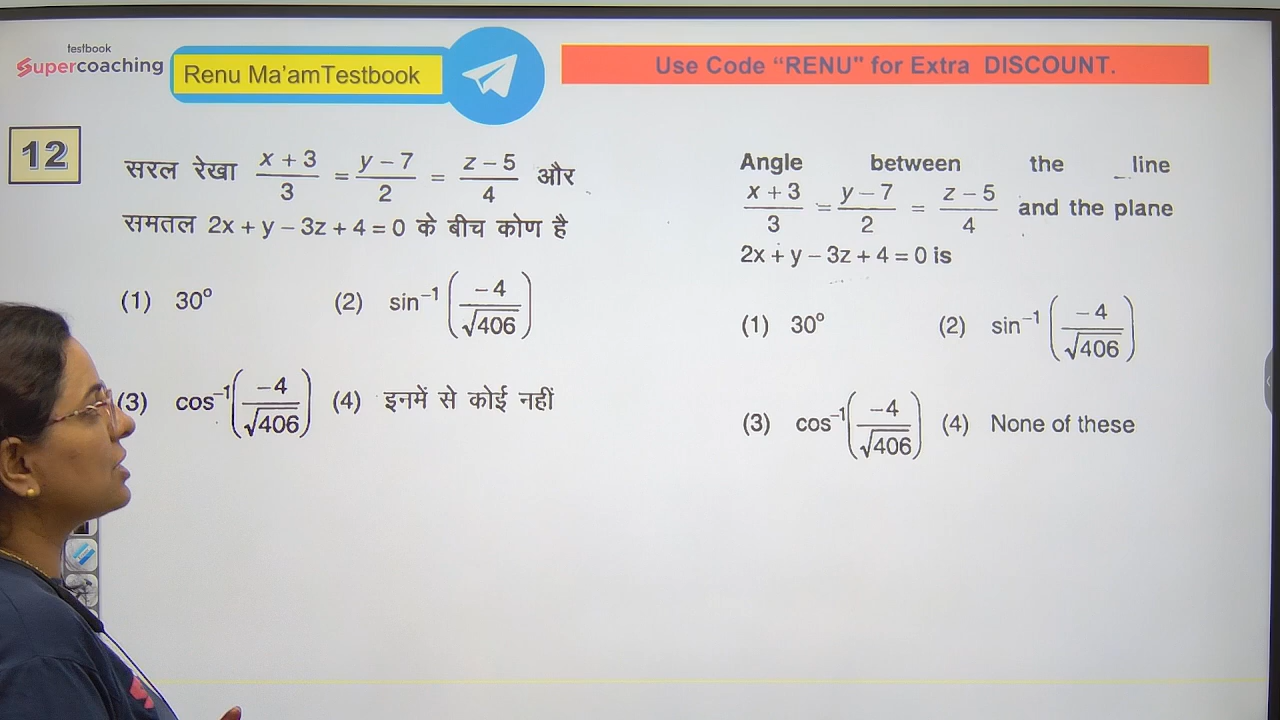 testbook
Supercoaching
Renu Ma'amTestbook
Use Code “RENU" for Extra DISCOUNT.
12
सरल रेखा (x + 3)/3 = (y – 7)/2 = (z – 5)/4 और
समतल 2x + y – 3z + 4 = 0 के बीच कोण है
(1) 30° (2) sin⁻¹(–4/√406)
(3) cos⁻¹(–4/√406) (4) इनमें से कोई नहीं
Angle between the line
(x + 3)/3 = (y – 7)/2 = (z – 5)/4 and the plane
2x + y – 3z + 4 = 0 is
(1) 30° (2) sin⁻¹(–4/√406)
(3) cos⁻¹(–4/√406) (4) None of these